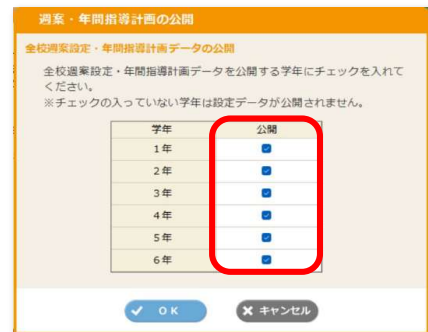 週案・年間指導計画の公開
全校週案設定・年間指導計画データの公開
全校週案設定・年間指導計画データを公開する学年にチェックを入れて
ください。
※チェックの入っていない学年は設定データが公開されません。
学年 公開
1年
2年
3年
4年
5年
6年
OK キャンセル